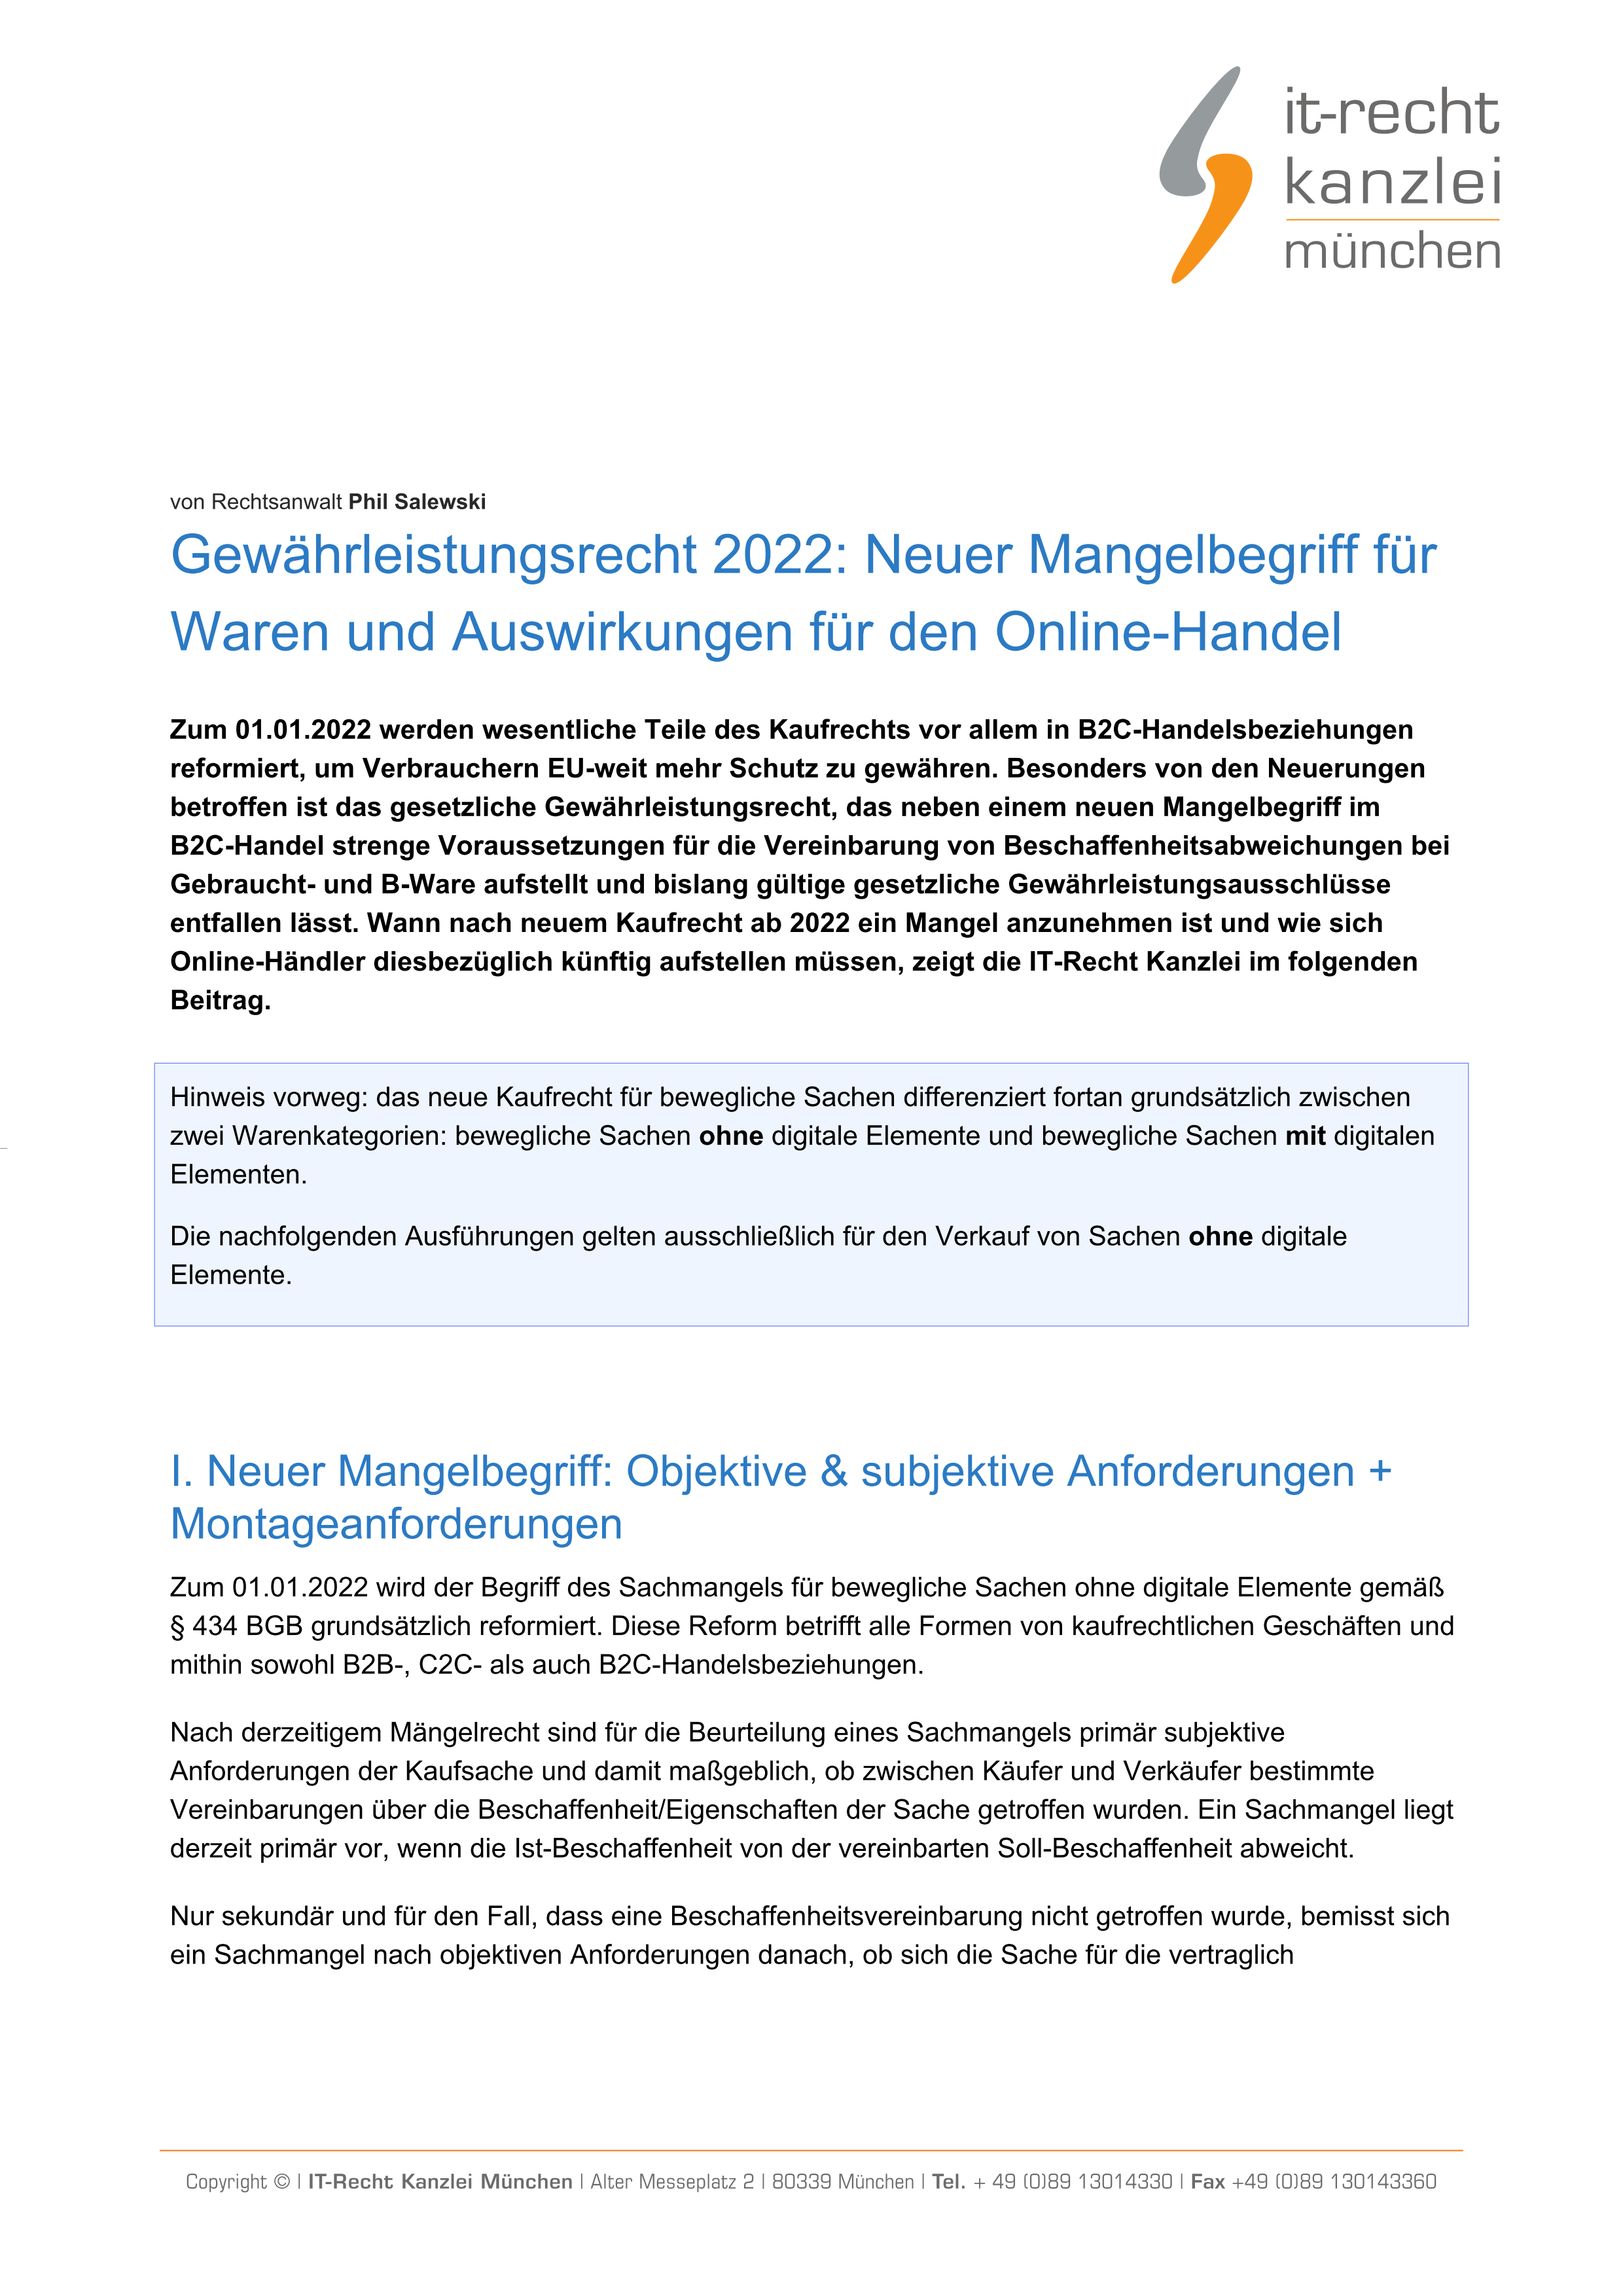 it-recht
kanzlei
münchen
von Rechtsanwalt Phil Salewski
Gewährleistungsrecht 2022: Neuer Mangelbegriff für
Waren und Auswirkungen für den Online-Handel
Zum 01.01.2022 werden wesentliche Teile des Kaufrechts vor allem in B2C-Handelsbeziehungen
reformiert, um Verbrauchern EU-weit mehr Schutz zu gewähren. Besonders von den Neuerungen
betroffen ist das gesetzliche Gewährleistungsrecht, das neben einem neuen Mangelbegriff im
B2C-Handel strenge Voraussetzungen für die Vereinbarung von Beschaffenheitsabweichungen bei
Gebraucht- und B-Ware aufstellt und bislang gültige gesetzliche Gewährleistungsausschlüsse
entfallen lässt. Wann nach neuem Kaufrecht ab 2022 ein Mangel anzunehmen ist und wie sich
Online-Händler diesbezüglich künftig aufstellen müssen, zeigt die IT-Recht Kanzlei im folgenden
Beitrag.
Hinweis vorweg: das neue Kaufrecht für bewegliche Sachen differenziert fortan grundsätzlich zwischen
zwei Warenkategorien: bewegliche Sachen ohne digitale Elemente und bewegliche Sachen mit digitalen
Elementen.
Die nachfolgenden Ausführungen gelten ausschließlich für den Verkauf von Sachen ohne digitale
Elemente.
I. Neuer Mangelbegriff: Objektive & subjektive Anforderungen +
Montageanforderungen
Zum 01.01.2022 wird der Begriff des Sachmangels für bewegliche Sachen ohne digitale Elemente gemäß
§ 434 BGB grundsätzlich reformiert. Diese Reform betrifft alle Formen von kaufrechtlichen Geschäften und
mithin sowohl B2B-, C2C- als auch B2C-Handelsbeziehungen.
Nach derzeitigem Mängelrecht sind für die Beurteilung eines Sachmangels primär subjektive
Anforderungen der Kaufsache und damit maßgeblich, ob zwischen Käufer und Verkäufer bestimmte
Vereinbarungen über die Beschaffenheit/Eigenschaften der Sache getroffen wurden. Ein Sachmangel liegt
derzeit primär vor, wenn die Ist-Beschaffenheit von der vereinbarten Soll-Beschaffenheit abweicht.
Nur sekundär und für den Fall, dass eine Beschaffenheitsvereinbarung nicht getroffen wurde, bemisst sich
ein Sachmangel nach objektiven Anforderungen danach, ob sich die Sache für die vertraglich
Copyright © | IT-Recht Kanzlei München | Alter Messeplatz 2 | 80339 München | Tel. + 49 (0)89 13014330 | Fax +49 (0)89 130143360